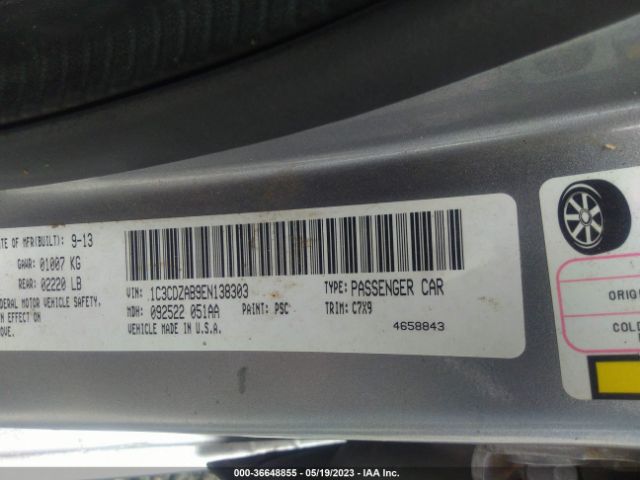 ATE OF MFR(BUILT): 9-13
GAWR: 01007 KG
REAR: 02220 LB
DERAL MOTOR VEHICLE SAFETY,
N EFFECT ON
OVE.
VIN: 1C3CDZAB9EN138303
TYPE: PASSENGER CAR
MDH: 092522 051AA
PAINT: PSC
TRIM: C7X9
VEHICLE MADE IN U.S.A.
4658843
ORIG
COLD
000-36648855 - 05/19/2023 - IAA Inc.